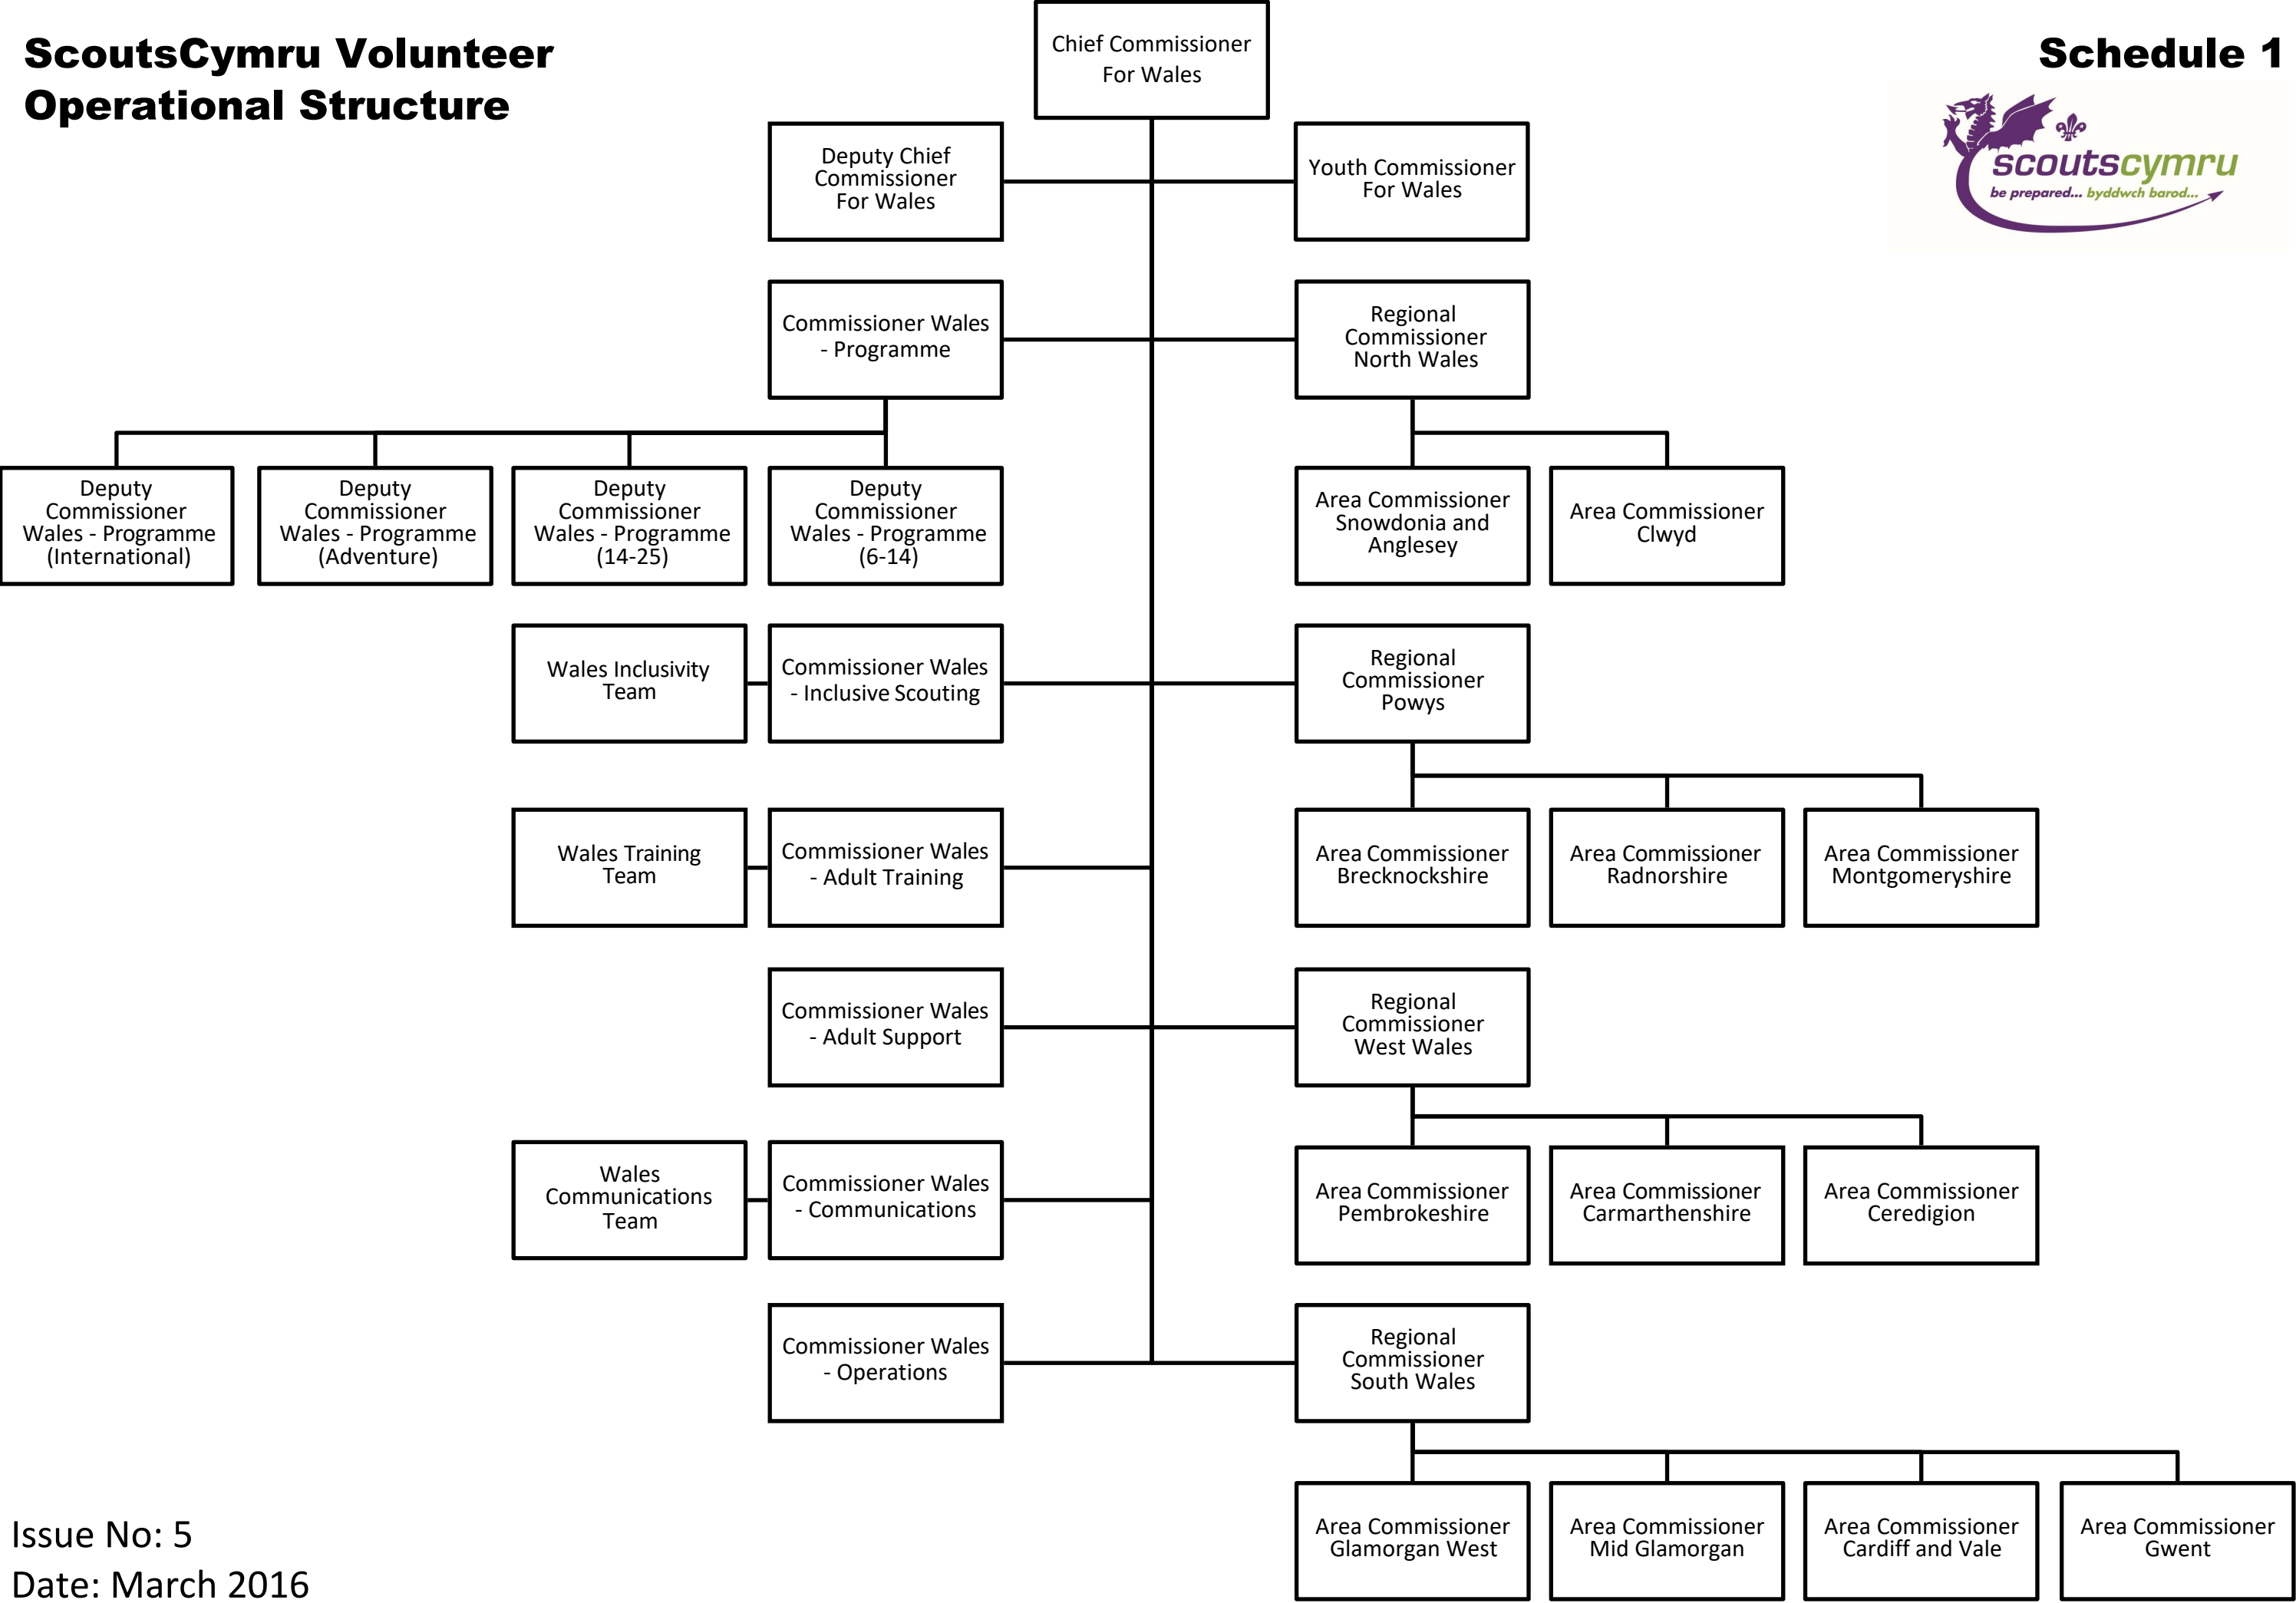 ScoutsCymru Volunteer
Operational Structure
Chief Commissioner
For Wales
Schedule 1
scoutscymru
be prepared... byddwch barod...
Deputy Chief
Commissioner
For Wales
Youth Commissioner
For Wales
Commissioner Wales
- Programme
Regional
Commissioner
North Wales
Deputy
Commissioner
Wales - Programme
(International)
Deputy
Commissioner
Wales - Programme
(Adventure)
Deputy
Commissioner
Wales - Programme
(14-25)
Deputy
Commissioner
Wales - Programme
(6-14)
Area Commissioner
Snowdonia and
Anglesey
Area Commissioner
Clwyd
Wales Inclusivity
Team
Commissioner Wales
- Inclusive Scouting
Regional
Commissioner
Powys
Wales Training
Team
Commissioner Wales
- Adult Training
Area Commissioner
Brecknockshire
Area Commissioner
Radnorshire
Area Commissioner
Montgomeryshire
Commissioner Wales
- Adult Support
Regional
Commissioner
West Wales
Wales
Communications
Team
Commissioner Wales
- Communications
Area Commissioner
Pembrokeshire
Area Commissioner
Carmarthenshire
Area Commissioner
Ceredigion
Commissioner Wales
- Operations
Regional
Commissioner
South Wales
Area Commissioner
Glamorgan West
Area Commissioner
Mid Glamorgan
Area Commissioner
Cardiff and Vale
Area Commissioner
Gwent
Issue No: 5
Date: March 2016